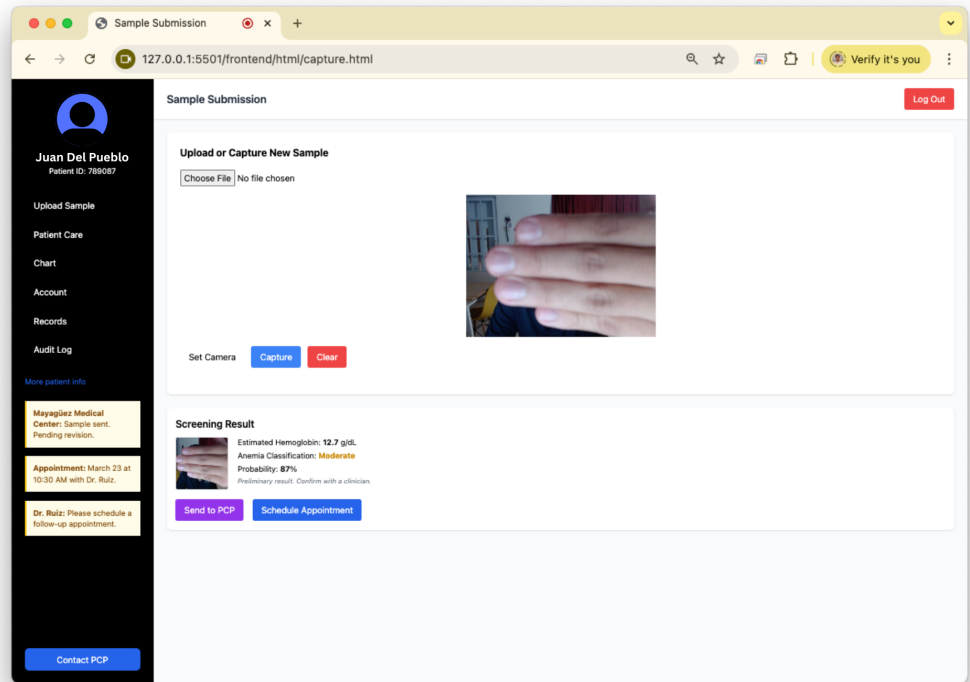 Sample Submission
127.0.0.1:5501/frontend/html/capture.html
Verify it's you
Juan Del Pueblo
Patient ID: 789087
Upload Sample
Patient Care
Chart
Account
Records
Audit Log
More patient info
Mayagüez Medical
Center: Sample sent.
Pending revision.
Appointment: March 23 at
10:30 AM with Dr. Ruiz.
Dr. Ruiz: Please schedule a
follow-up appointment.
Contact PCP
Sample Submission
Log Out
Upload or Capture New Sample
Choose File No file chosen
Set Camera
Capture
Clear
Screening Result
Estimated Hemoglobin: 12.7 g/dL
Anemia Classification: Moderate
Probability: 87%
Preliminary result. Confirm with a clinician.
Send to PCP
Schedule Appointment